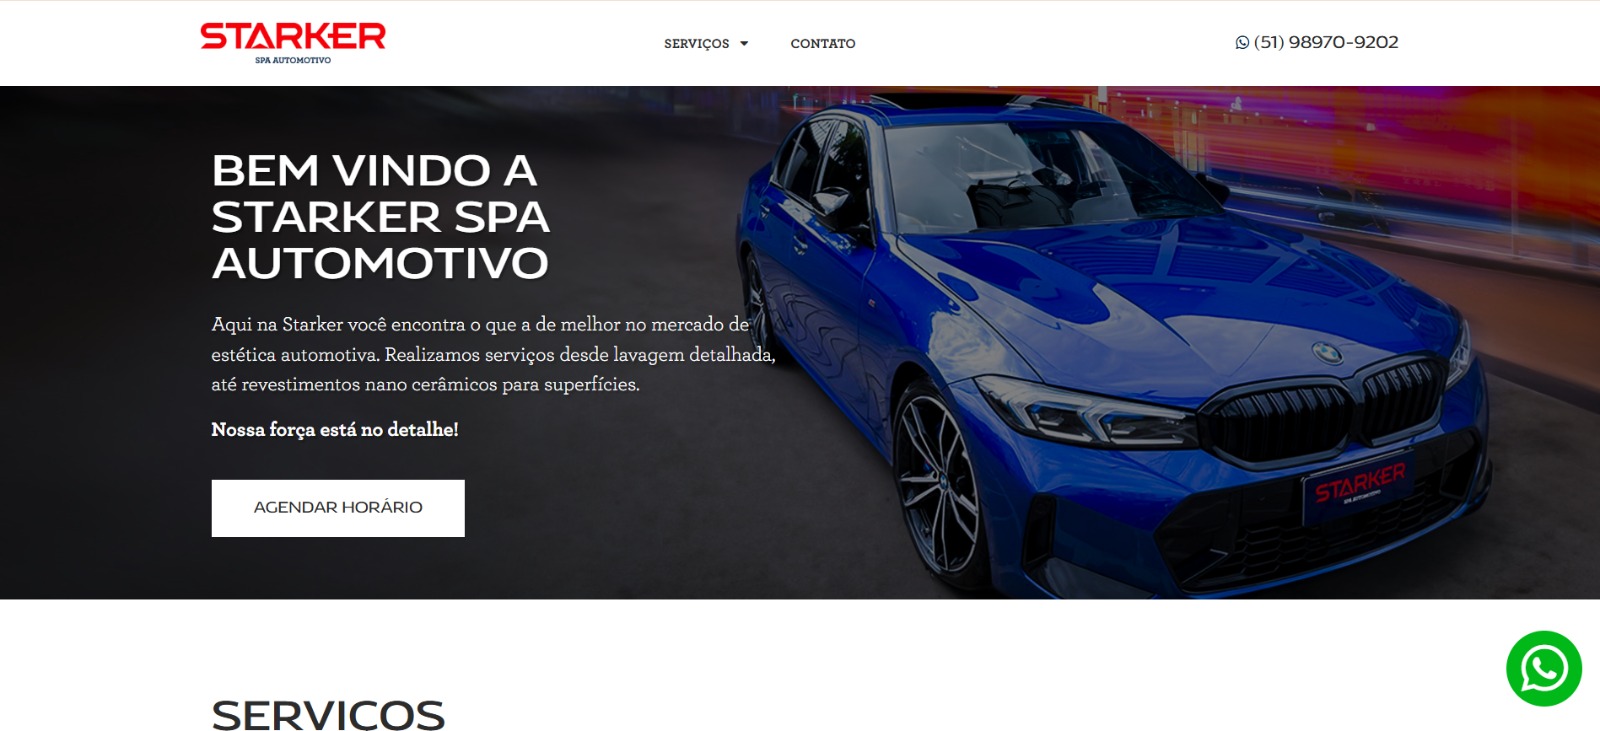 STARKER
SPA AUTOMOTIVO
SERVIÇOS
CONTATO
(51) 98970-9202
BEM VINDO A
STARKER SPA
AUTOMOTIVO
Aqui na Starker você encontra o que a de melhor no mercado de
estética automotiva. Realizamos serviços desde lavagem detalhada,
até revestimentos nano cerâmicos para superfícies.
Nossa força está no detalhe!
AGENDAR HORÁRIO
STARKER
SPA AUTOMOTIVO
SERVICOS